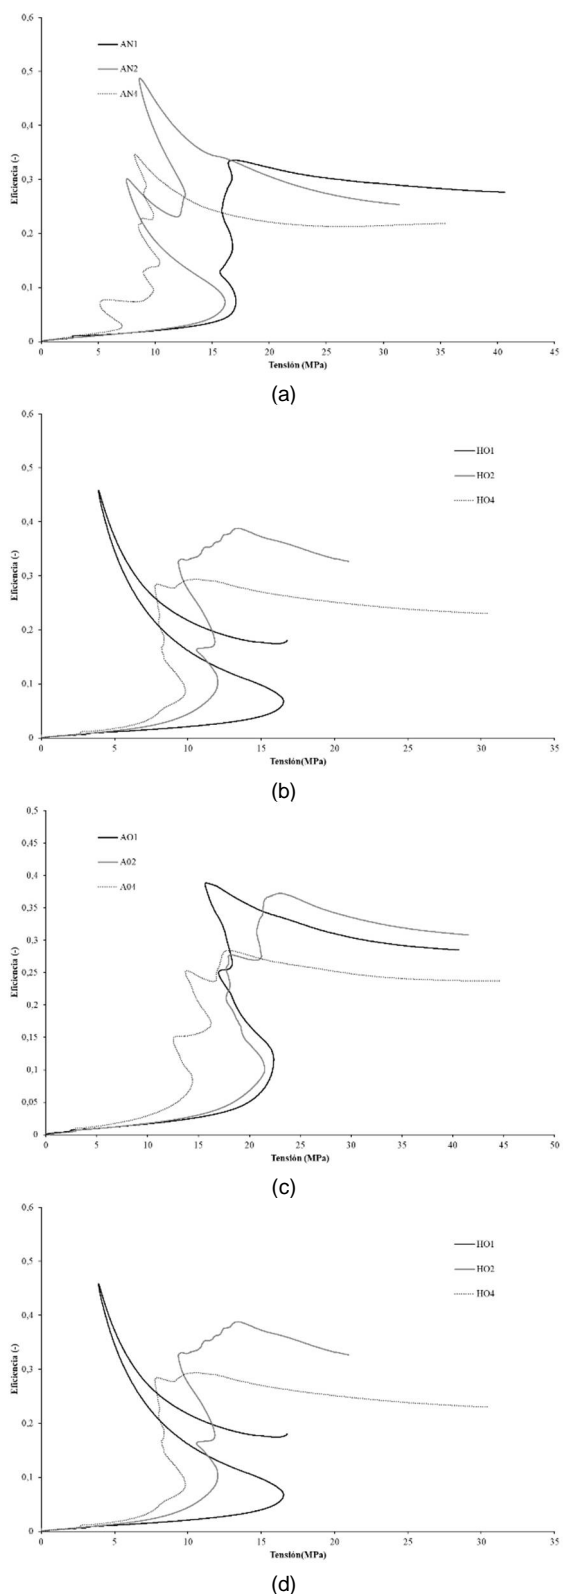 0,6
0,5
0,4
0,3
0,2
0,1
0
Eficiencia (-)
AN1
AN2
AN4
0 5 10 15 20 25 30 35 40 45
Tensión (MPa)
(a)
0,6
0,5
0,4
0,3
0,2
0,1
0
Eficiencia (-)
HO1
HO2
HO4
0 5 10 15 20 25 30 35
Tensión(MPa)
(b)
0,5
0,45
0,4
0,35
0,3
0,25
0,2
0,15
0,1
0,05
0
Eficiencia (-)
AO1
A02
A04
0 5 10 15 20 25 30 35 40 45 50
Tensión (MPa)
(c)
0,6
0,5
0,4
0,3
0,2
0,1
0
Eficiencia (-)
HO1
HO2
HO4
0 5 10 15 20 25 30 35
Tensión(MPa)
(d)